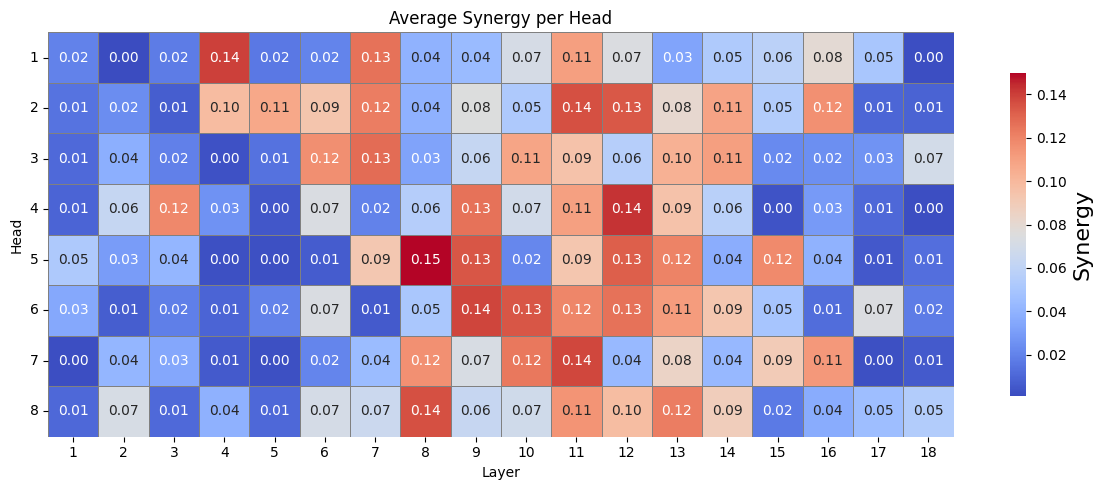 Average Synergy per Head
1 0.02 0.00 0.02 0.14 0.02 0.02 0.13 0.04 0.04 0.07 0.11 0.07 0.03 0.05 0.06 0.08 0.05 0.00
2 0.01 0.02 0.01 0.10 0.11 0.09 0.12 0.04 0.08 0.05 0.14 0.13 0.08 0.11 0.05 0.12 0.01 0.01
3 0.01 0.04 0.02 0.00 0.01 0.12 0.13 0.03 0.06 0.11 0.09 0.06 0.10 0.11 0.02 0.02 0.03 0.07
4 0.01 0.06 0.12 0.03 0.00 0.07 0.02 0.06 0.13 0.07 0.11 0.14 0.09 0.06 0.00 0.03 0.01 0.00
5 0.05 0.03 0.04 0.00 0.00 0.01 0.09 0.15 0.13 0.02 0.09 0.13 0.12 0.04 0.12 0.04 0.01 0.01
6 0.03 0.01 0.02 0.01 0.02 0.07 0.01 0.05 0.14 0.13 0.12 0.13 0.11 0.09 0.05 0.01 0.07 0.02
7 0.00 0.04 0.03 0.01 0.00 0.02 0.04 0.12 0.07 0.12 0.14 0.04 0.08 0.04 0.09 0.11 0.00 0.01
8 0.01 0.07 0.01 0.04 0.01 0.07 0.07 0.14 0.06 0.07 0.11 0.10 0.12 0.09 0.02 0.04 0.05 0.05
Head
1 2 3 4 5 6 7 8 9 10 11 12 13 14 15 16 17 18
Layer
0.14
0.12
0.10
0.08
0.06
0.04
0.02
Synergy